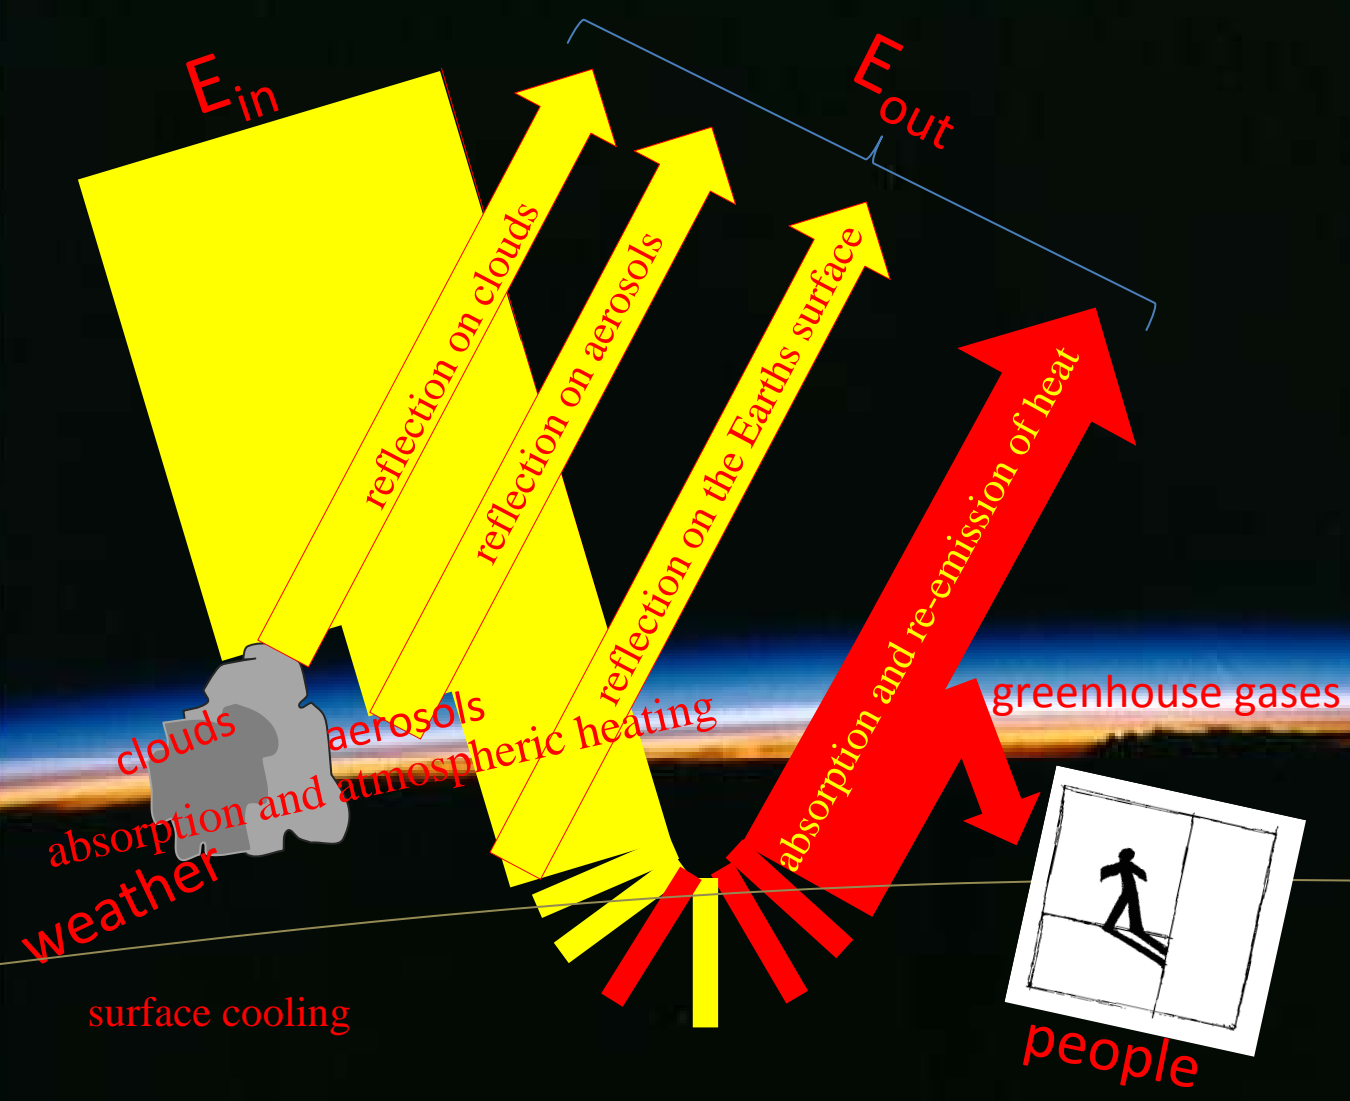 E in
E out
reflection on clouds
reflection on aerosols
reflection on the Earths surface
absorption and re-emission of heat
greenhouse gases
clouds
aerosols
absorption and atmospheric heating
weather
surface cooling
people